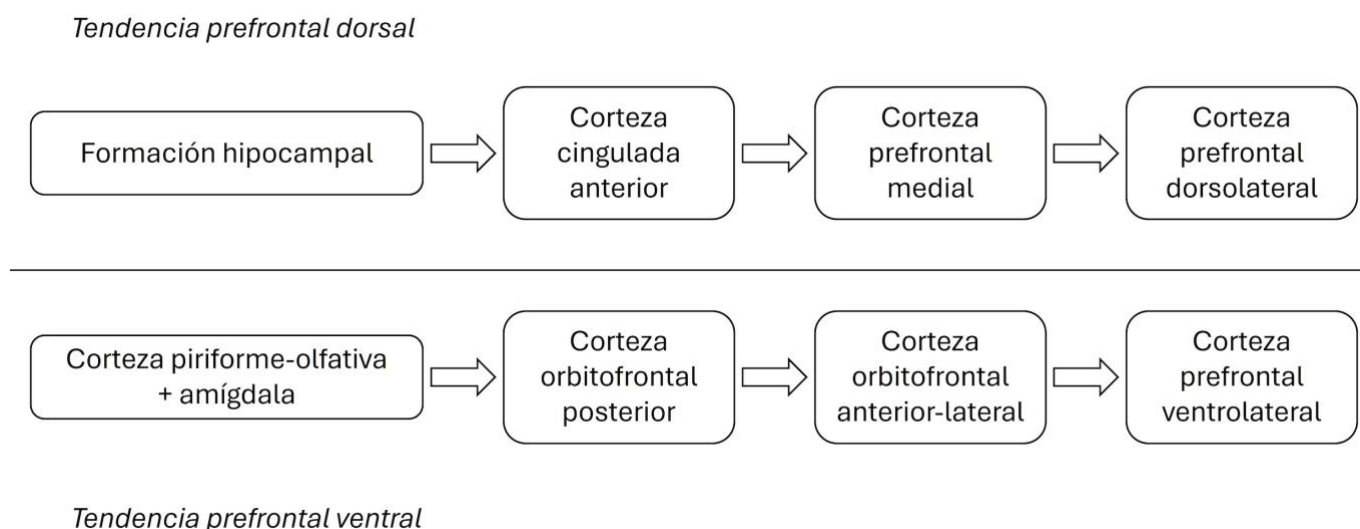 Tendencia prefrontal dorsal
Formación hipocampal
Corteza
cingulada
anterior
Corteza
prefrontal
medial
Corteza
prefrontal
dorsolateral
Corteza piriforme-olfativa
+ amígdala
Corteza
orbitofrontal
posterior
Corteza
orbitofrontal
anterior-lateral
Corteza
prefrontal
ventrolateral
Tendencia prefrontal ventral